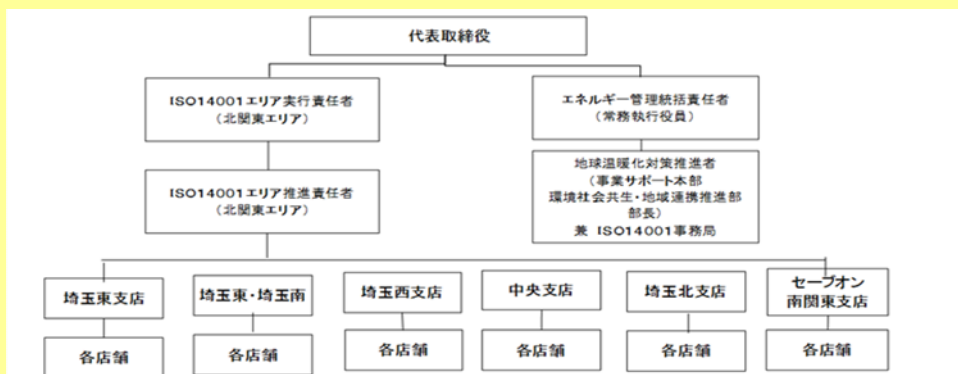 代表取締役
ISO14001エリア実行責任者
（北関東エリア）
エネルギー管理統括責任者
（常務執行役員）
ISO14001エリア推進責任者
（北関東エリア）
地球温暖化対策推進者
（事業サポート本部
環境社会共生・地域連携推進部
部長）
兼 ISO14001事務局
埼玉東支店
埼玉東・埼玉南
埼玉西支店
中央支店
埼玉北支店
セーブオン
南関東支店
各店舗
各店舗
各店舗
各店舗
各店舗
各店舗